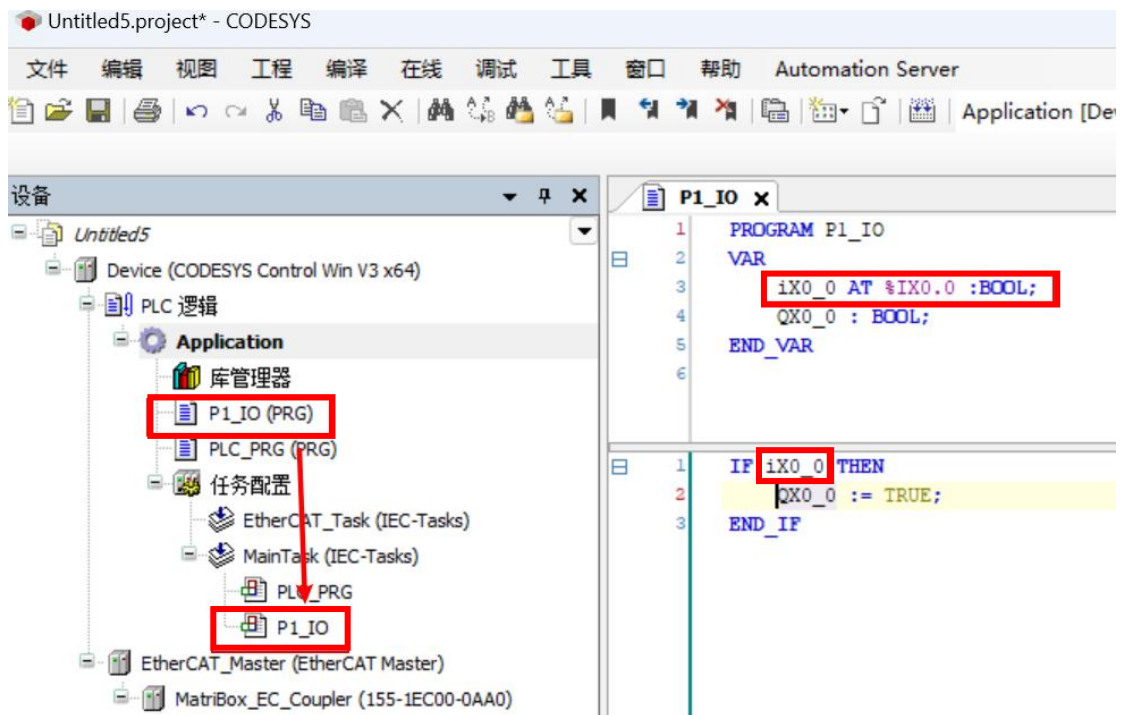 Untitled5.project* - CODESYS
文件 编辑 视图 工程 编译 在线 调试 工具 窗口 帮助 Automation Server
Application [De
设备
Untitled5
Device (CODESYS Control Win V3 x64)
PLC 逻辑
Application
库管理器
P1_IO (PRG)
PLC_PRG (PRG)
任务配置
EtherCAT_Task (IEC-Tasks)
MainTask (IEC-Tasks)
PLC_PRG
P1_IO
EtherCAT_Master (EtherCAT Master)
MatriBox_EC_Coupler (155-1EC00-0AA0)
P1_IO
1 PROGRAM P1_IO
2 VAR
3 iX0_0 AT %IX0.0 :BOOL;
4 QX0_0 : BOOL;
5 END_VAR
6
1 IF iX0_0 THEN
2 QX0_0 := TRUE;
3 END_IF